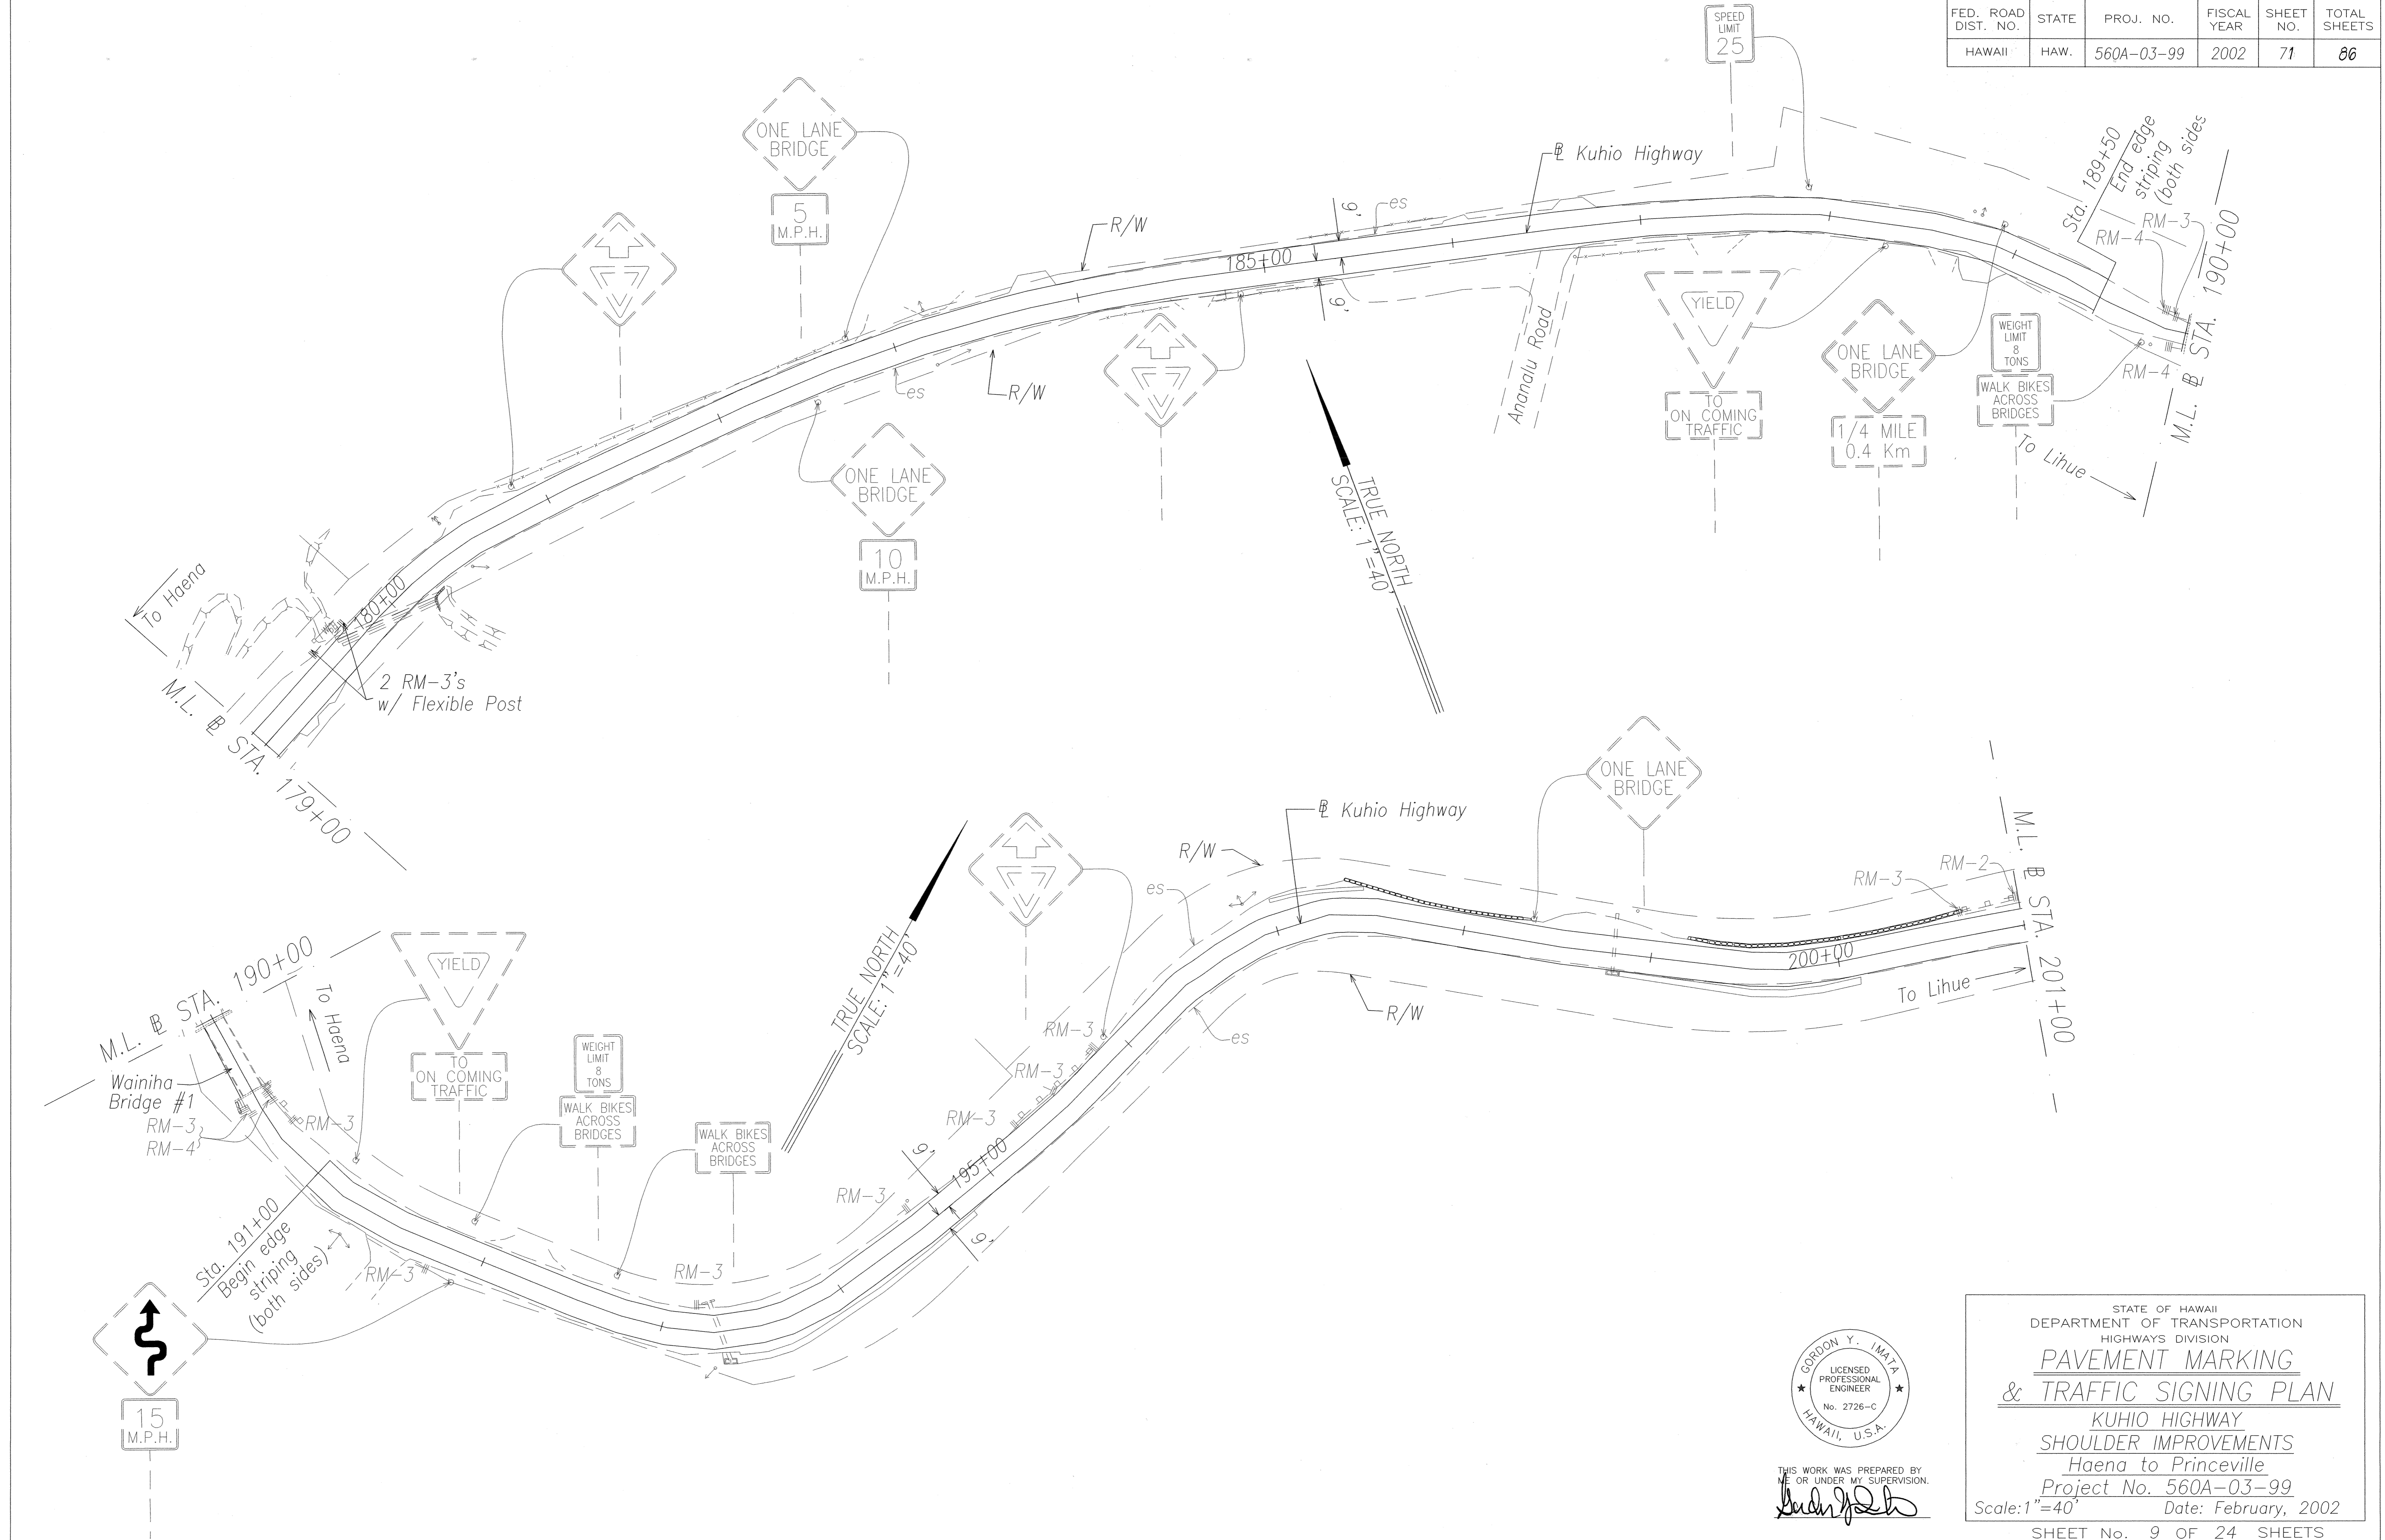 FED. ROAD DIST. NO.
STATE
PROJ. NO.
FISCAL YEAR
SHEET NO.
TOTAL SHEETS
HAWAII
HAW.
560A-03-99
2002
71
86
SPEED
LIMIT
25
ONE LANE
BRIDGE
5
M.P.H.
R/W
9'
es
℄ Kuhio Highway
185+00
9'
Sta. 189+50
End edge
striping
(both sides
RM-3
RM-4
M.L. ℄ STA. 190+00
YIELD
TO
ON COMING
TRAFFIC
ONE LANE
BRIDGE
1/4 MILE
0.4 Km
WEIGHT
LIMIT
8
TONS
WALK BIKES
ACROSS
BRIDGES
RM-4
To Lihue
Ananalu Road
es
R/W
ONE LANE
BRIDGE
10
M.P.H.
TRUE NORTH
SCALE: 1"=40'
To Haena
180+00
2 RM-3's
w/ Flexible Post
M.L. ℄ STA. 179+00
ONE LANE
BRIDGE
℄ Kuhio Highway
R/W
es
RM-3
RM-2
M.L. ℄ STA. 201+00
200+00
To Lihue
R/W
es
TRUE NORTH
SCALE: 1"=40'
RM-3
RM-3
RM-3
RM-3
9'
195+00
9'
M.L. ℄ STA. 190+00
To Haena
Wainiha
Bridge #1
RM-3
RM-4
RM-3
YIELD
TO
ON COMING
TRAFFIC
WEIGHT
LIMIT
8
TONS
WALK BIKES
ACROSS
BRIDGES
WALK BIKES
ACROSS
BRIDGES
Sta. 191+00
Begin edge
striping
(both sides)
RM-3
RM-3
15
M.P.H.
GORDON Y. IMATA
LICENSED
PROFESSIONAL
ENGINEER
No. 2726-C
HAWAII, U.S.A.
THIS WORK WAS PREPARED BY
ME OR UNDER MY SUPERVISION.
STATE OF HAWAII
DEPARTMENT OF TRANSPORTATION
HIGHWAYS DIVISION
PAVEMENT MARKING
& TRAFFIC SIGNING PLAN
KUHIO HIGHWAY
SHOULDER IMPROVEMENTS
Haena to Princeville
Project No. 560A-03-99
Scale:1"=40' Date: February, 2002
SHEET No. 9 OF 24 SHEETS